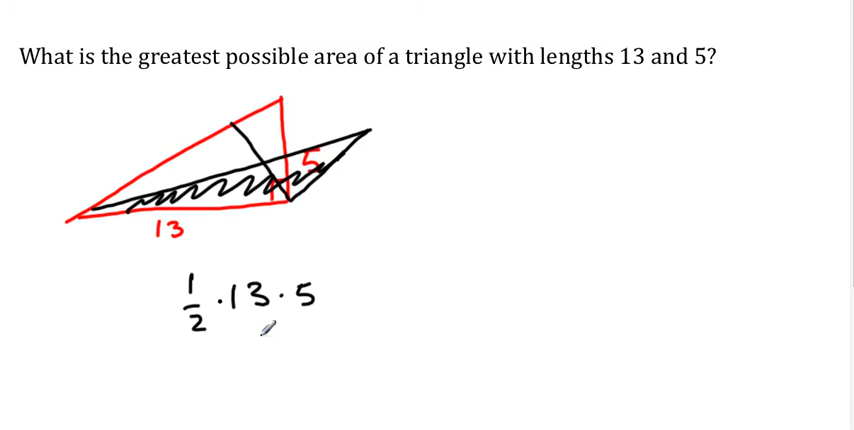 What is the greatest possible area of a triangle with lengths 13 and 5?
5
13
1/2 · 13 · 5